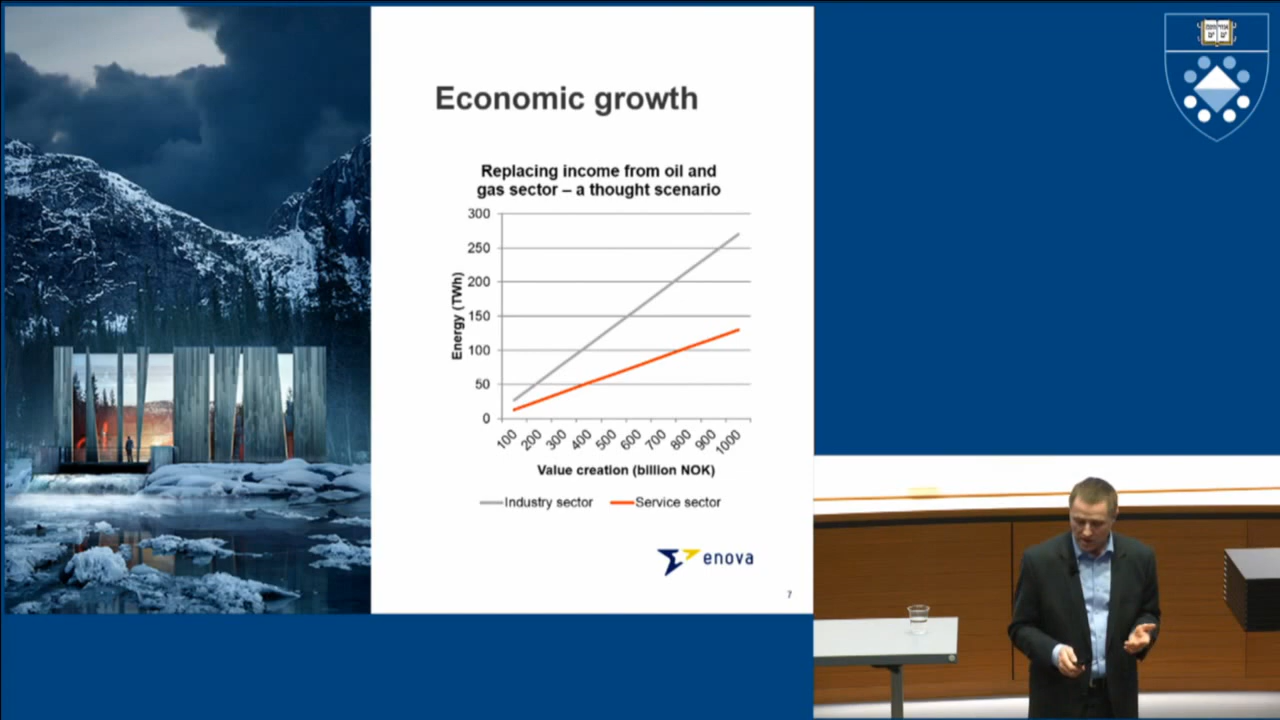 Economic growth
Replacing income from oil and
gas sector – a thought scenario
300
250
200
150
100
50
0
Energy (TWh)
100 200 300 400 500 600 700 800 900 1000
Value creation (billion NOK)
Industry sector Service sector
enova
7